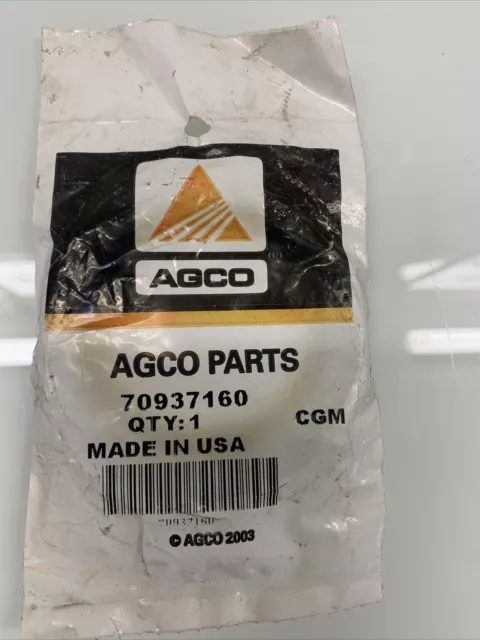 AGCO
AGCO PARTS
70937160
QTY: 1 CGM
MADE IN USA
70937160
© AGCO 2003